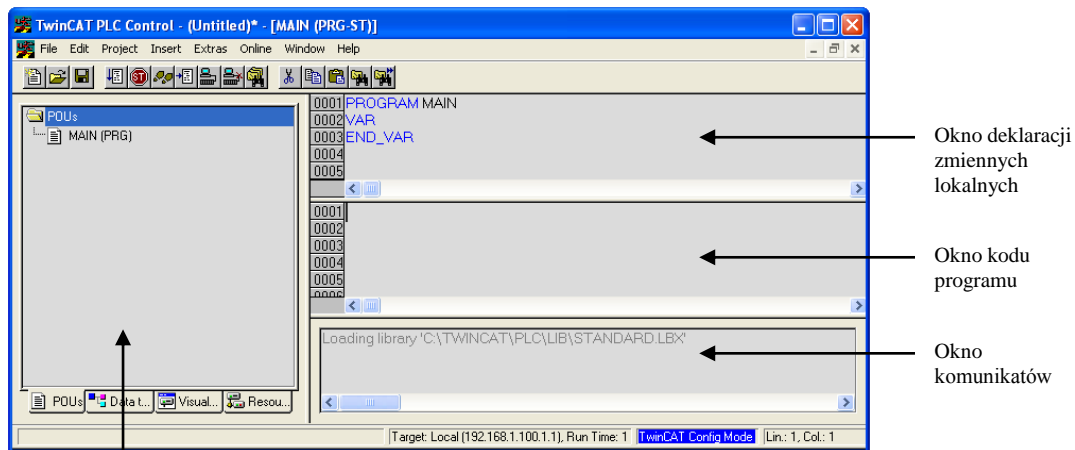 TwinCAT PLC Control - (Untitled)* - [MAIN (PRG-ST)]
File Edit Project Insert Extras Online Window Help
POUs
MAIN (PRG)
0001 PROGRAM MAIN
0002 VAR
0003 END_VAR
0004
0005
Okno deklaracji
zmiennych
lokalnych
0001
0002
0003
0004
0005
0006
Okno kodu
programu
Loading library 'C:\TWINCAT\PLC\LIB\STANDARD.LBX'
Okno
komunikatów
POUs Data t... Visual... Resou...
Target: Local (192.168.1.100.1.1), Run Time: 1 TwinCAT Config Mode Lin.: 1, Col.: 1